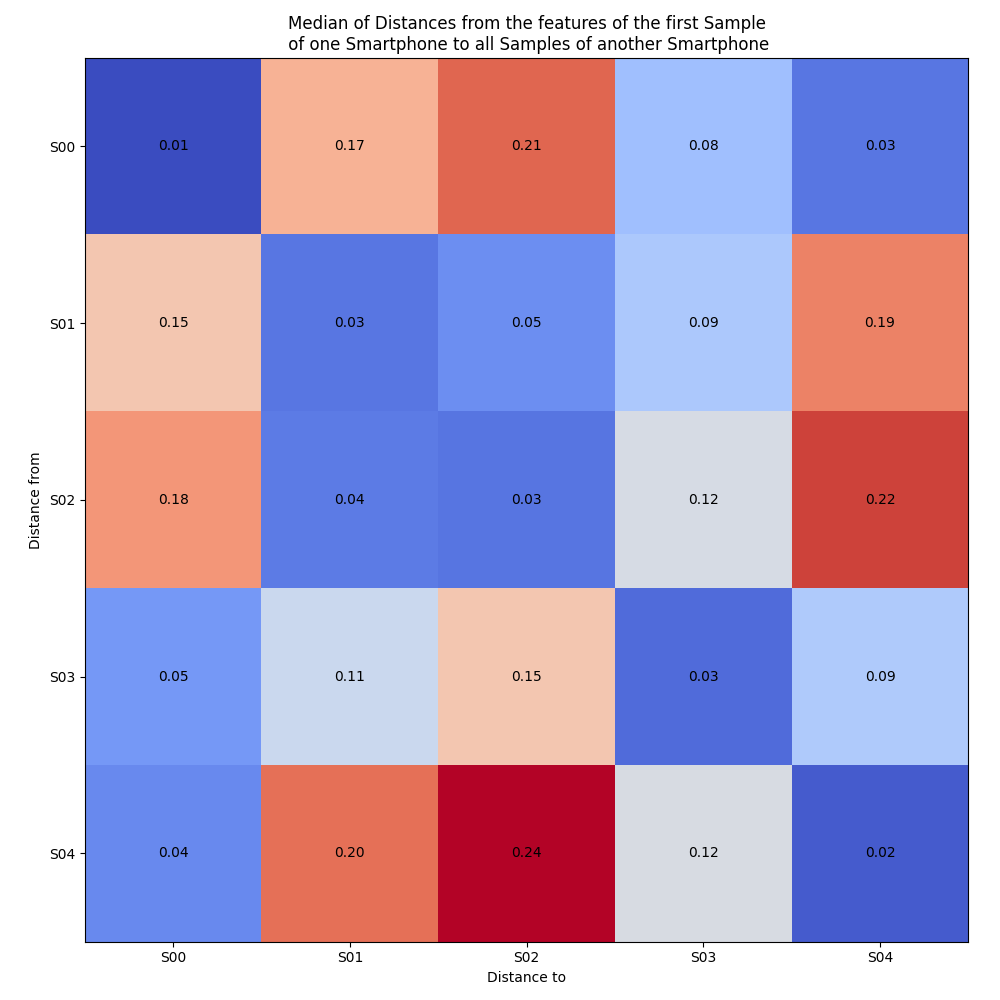 Median of Distances from the features of the first Sample
of one Smartphone to all Samples of another Smartphone
Distance from
S00
0.01 0.17 0.21 0.08 0.03
S01
0.15 0.03 0.05 0.09 0.19
S02
0.18 0.04 0.03 0.12 0.22
S03
0.05 0.11 0.15 0.03 0.09
S04
0.04 0.20 0.24 0.12 0.02
S00 S01 S02 S03 S04
Distance to